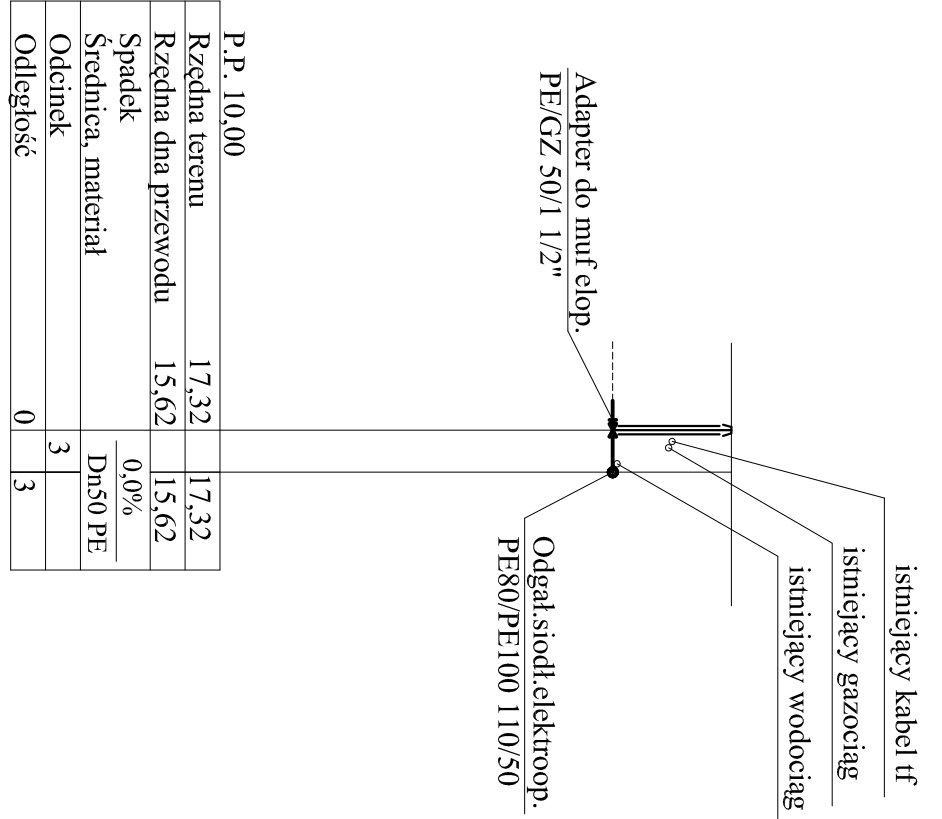 istniejący kabel tf
istniejący gazociąg
istniejący wodociąg
Adapter do muf elop.
PE/GZ 50/1 1/2"
Odgał.siodł.elektroop.
PE80/PE100 110/50
P.P. 10,00
Rzędna terenu 17,32 17,32
Rzędna dna przewodu 15,62 15,62
Spadek 0,0%
Średnica, materiał Dn50 PE
Odcinek 3
Odległość 0 3